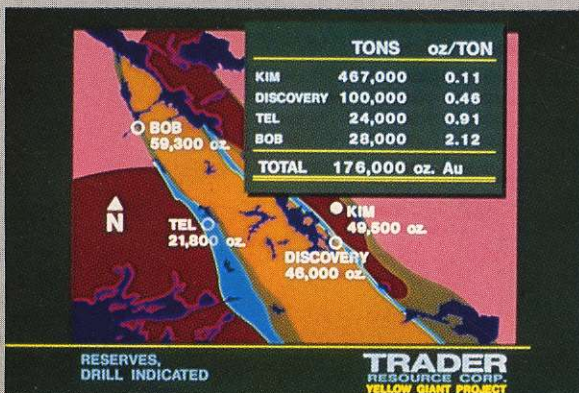 TONS oz/TON
KIM 467,000 0.11
DISCOVERY 100,000 0.46
TEL 24,000 0.91
BOB 28,000 2.12
TOTAL 176,000 oz. Au
BOB
59,300 oz.
N
TEL
21,800 oz.
KIM
49,500 oz.
DISCOVERY
46,000 oz.
RESERVES,
DRILL INDICATED
TRADER
RESOURCE CORP.
YELLOW GIANT PROJECT